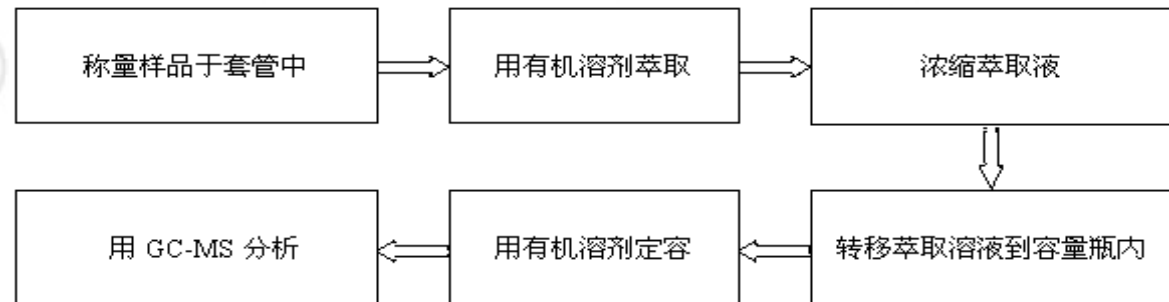 称量样品于套管中
用有机溶剂萃取
浓缩萃取液
转移萃取溶液到容量瓶内
用有机溶剂定容
用 GC-MS 分析